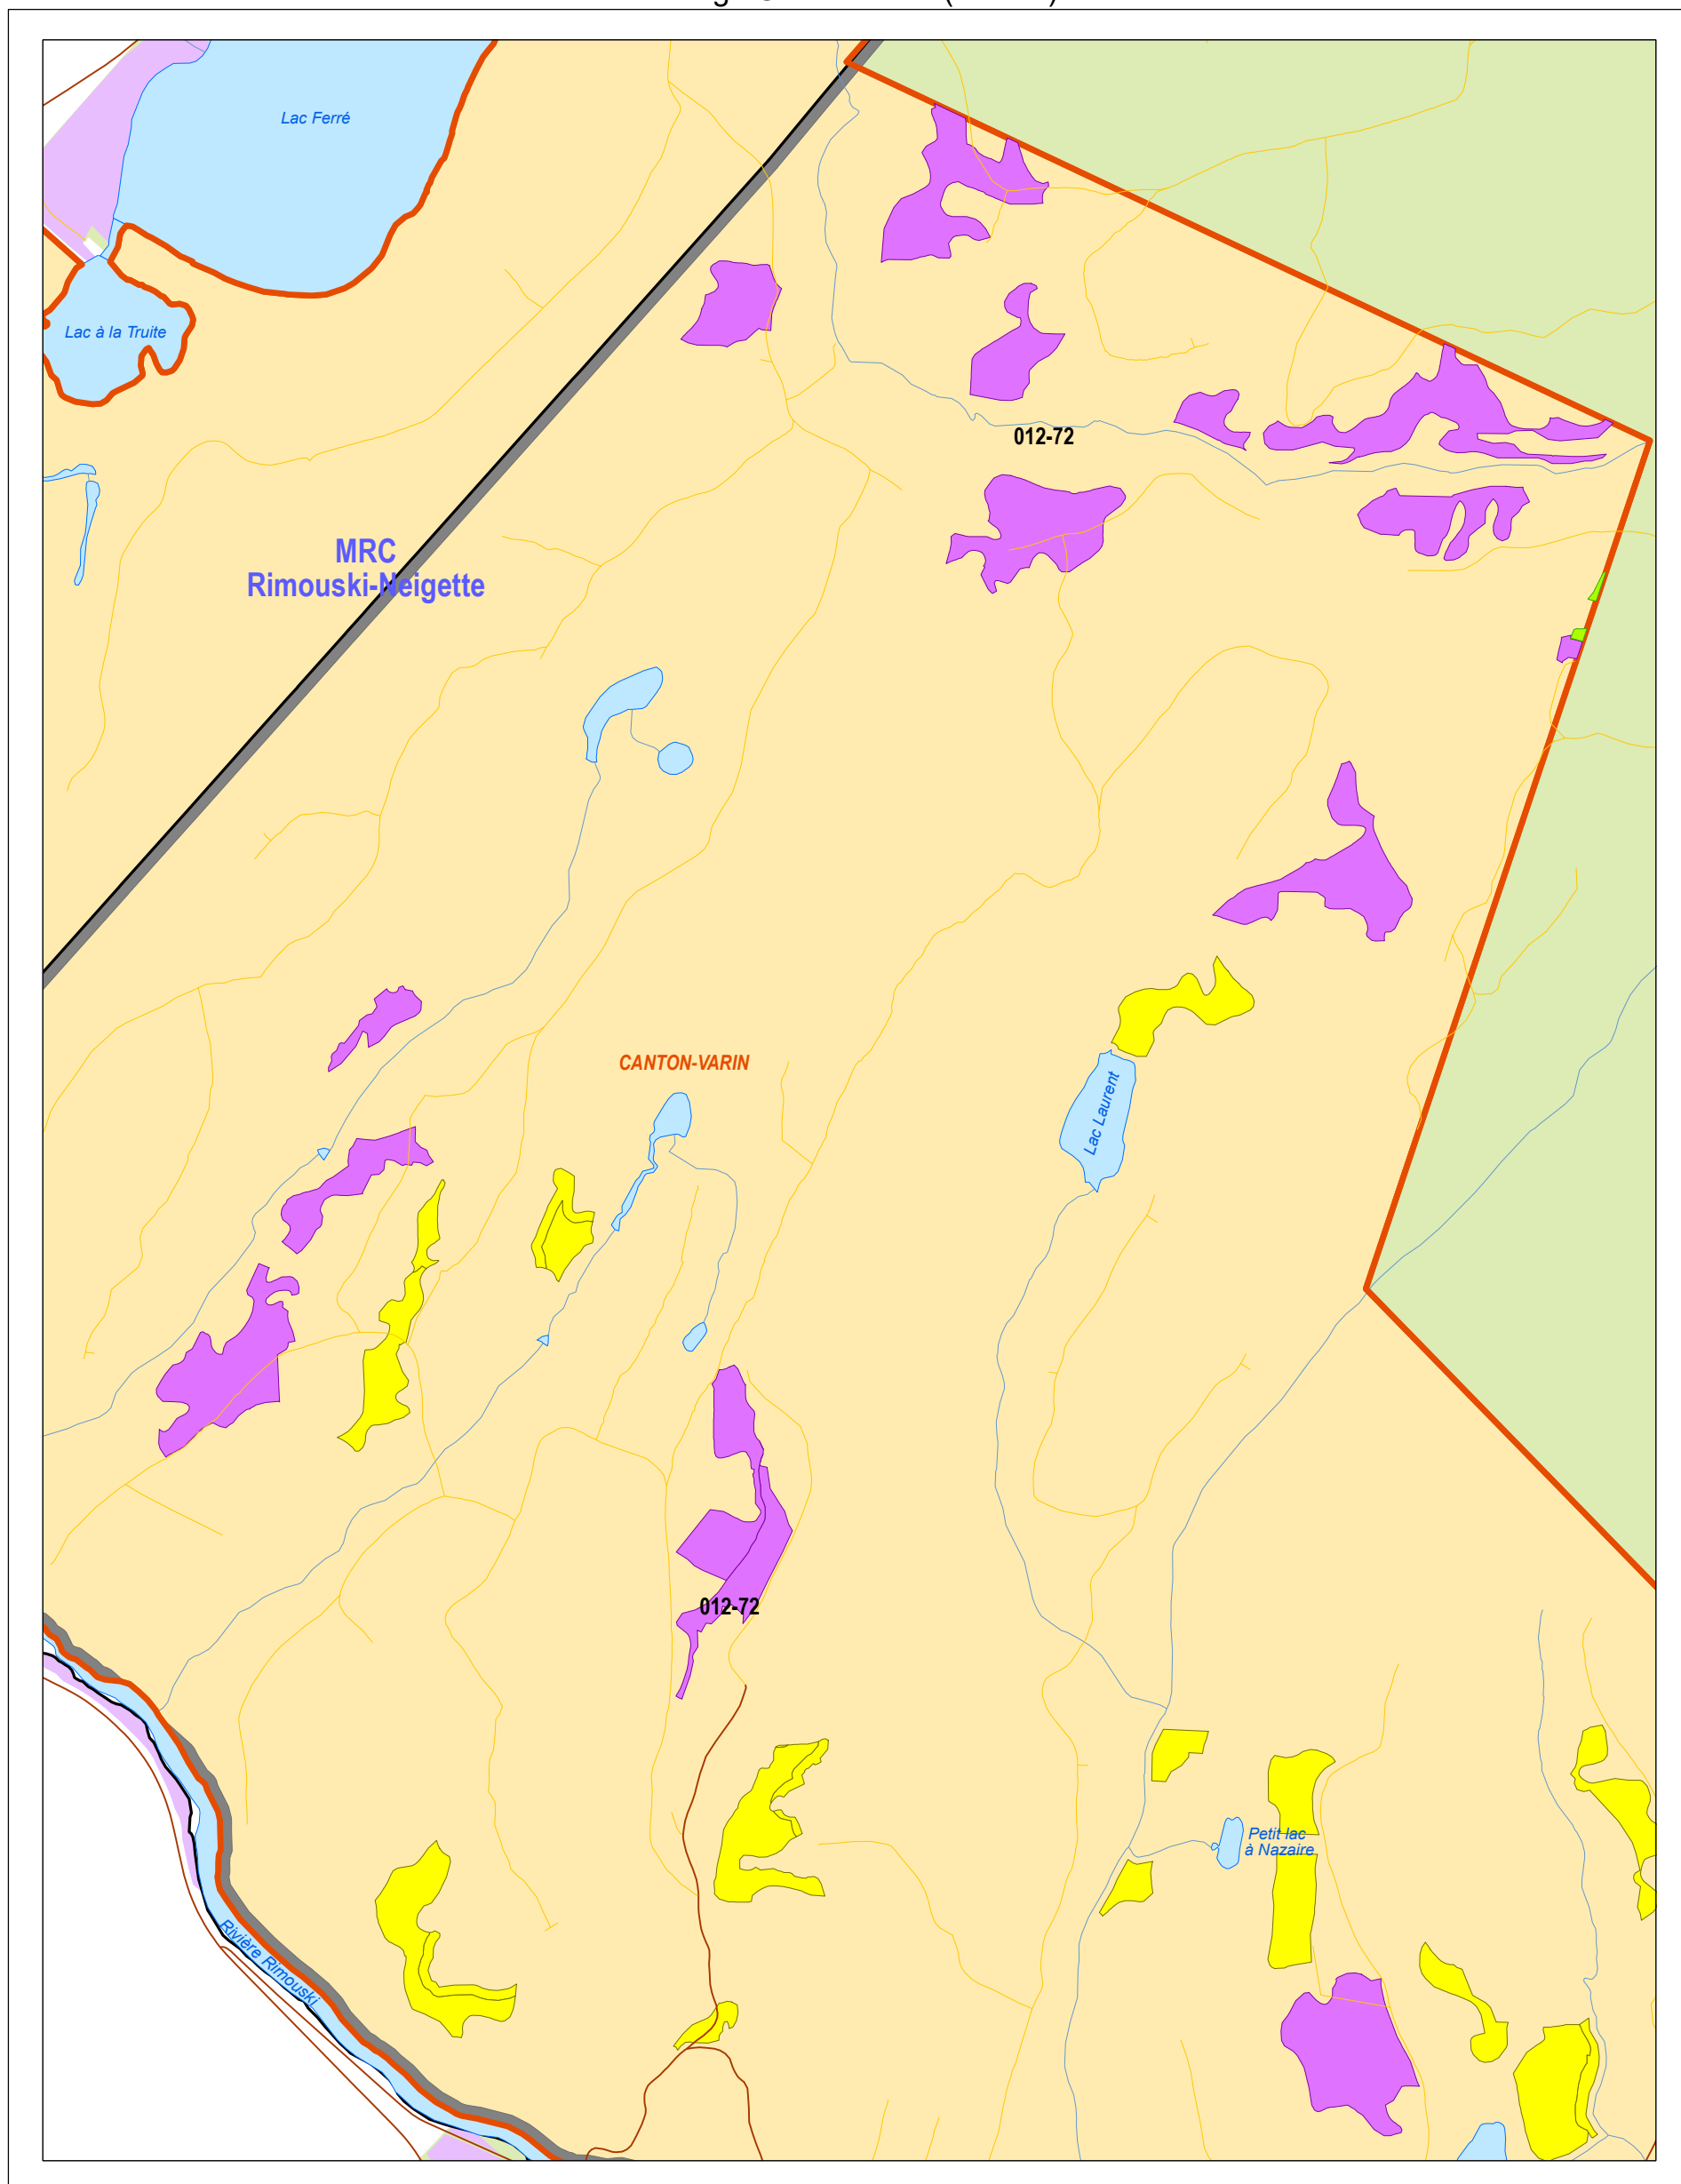 Lac Ferré
Lac à la Truite
012-72
MRC
Rimouski-Neigette
CANTON-VARIN
Lac Laurent
012-72
Petit lac
à Nazaire
Rivière Rimouski